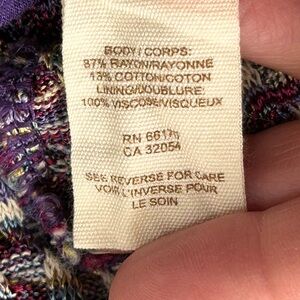 BODY / CORPS:
87% RAYON/RAYONNE
13% COTTON/COTON
LINING/DOUBLURE:
100% VISCOSE/VISQUEUX
RN 66170
CA 32054
SEE REVERSE FOR CARE
VOIR L'INVERSE POUR
LE SOIN